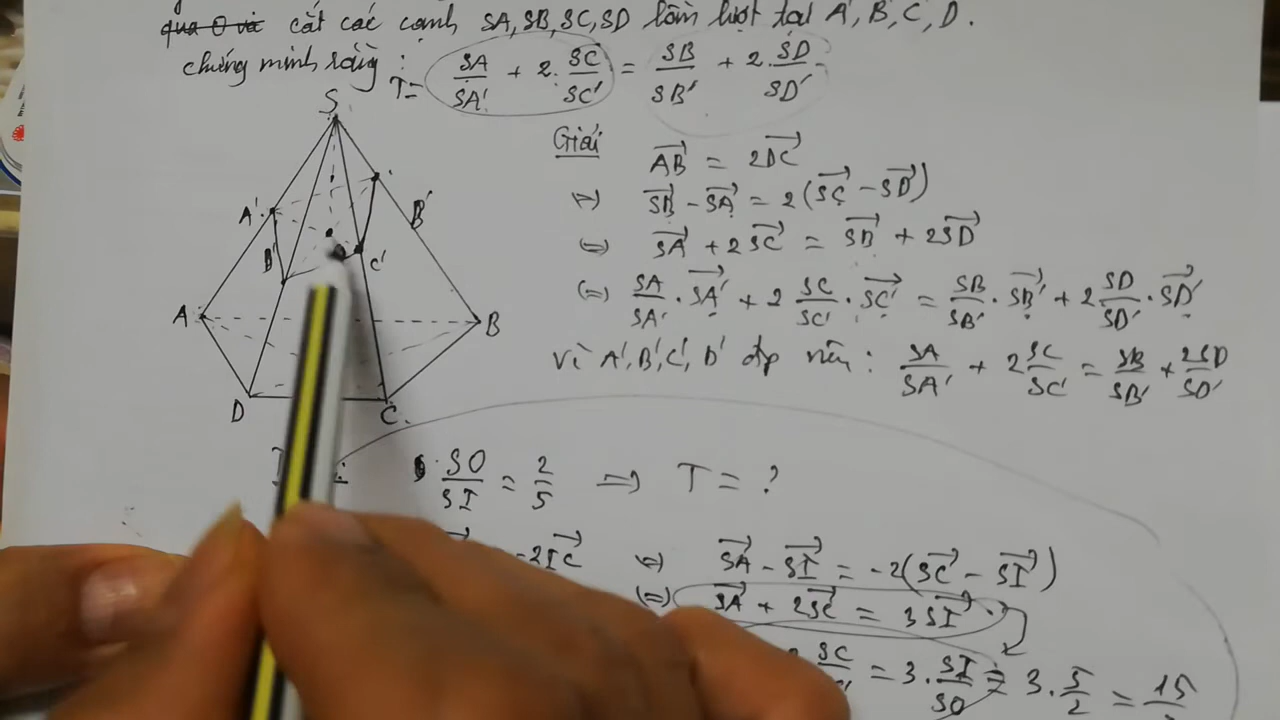 qua O và cắt các cạnh SA, SB, SC, SD lần lượt tại A', B', C', D'.
chứng minh rằng :
T = SA/SA' + 2.SC/SC' = SB/SB' + 2.SD/SD'
S
A'
B'
B'
C'
A
B
D
C
Giải
AB→ = 2DC→
⇔ SB→ - SA→ = 2(SC→ - SD→)
⇔ SA→ + 2SC→ = SB→ + 2SD→
⇔ SA/SA' . SA'→ + 2 SC/SC' . SC'→ = SB/SB' . SB'→ + 2 SD/SD' . SD'→
Vì A', B', C', D' đp nên : SA/SA' + 2SC/SC' = SB/SB' + 2SD/SD'
SO/SI = 2/5 ⇒ T = ?
-2IC→ ⇔ SA→ - SI→ = -2(SC→ - SI→)
⇔ SA→ + 2SC→ = 3SI→
SC = 3.SI/SO = 3.5/2 = 15